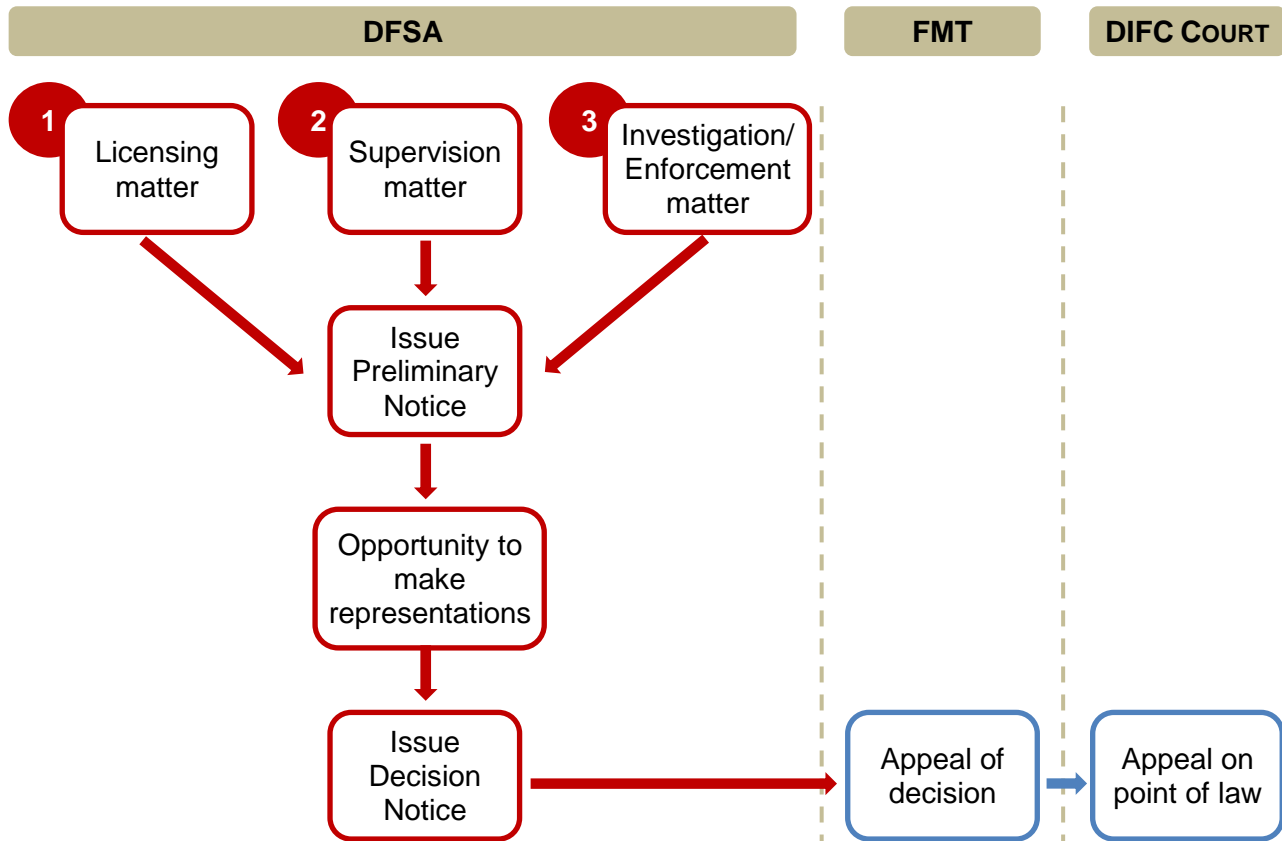 DFSA
FMT
DIFC COURT
1
Licensing
matter
2
Supervision
matter
3
Investigation/
Enforcement
matter
Issue
Preliminary
Notice
Opportunity to
make
representations
Issue
Decision
Notice
Appeal of
decision
Appeal on
point of law